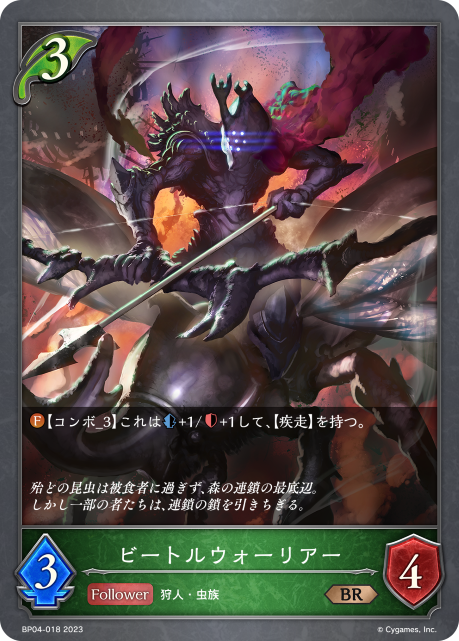 3
F【コンボ_3】これは+1/+1して、【疾走】を持つ。
殆どの昆虫は被食者に過ぎず、森の連鎖の最底辺。
しかし一部の者たちは、連鎖の鎖を引きちぎる。
ビートルウォーリアー
3
Follower 狩人・虫族
BR
4
BP04-018 2023
© Cygames, Inc.